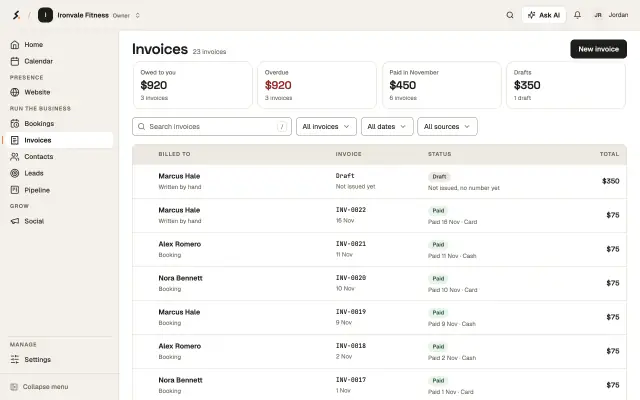 / I Ironvale Fitness Owner
Ask AI JR Jordan
Home
Calendar
PRESENCE
Website
RUN THE BUSINESS
Bookings
Invoices
Contacts
Leads
Pipeline
GROW
Social
MANAGE
Settings
Collapse menu
Invoices 23 invoices
New invoice
Owed to you
$920
3 invoices
Overdue
$920
3 invoices
Paid in November
$450
6 invoices
Drafts
$350
1 draft
Search invoices /
All invoices
All dates
All sources
BILLED TO INVOICE STATUS TOTAL
Marcus Hale Draft Draft $350
Written by hand Not issued yet Not issued, no number yet
Marcus Hale INV-0022 Paid $75
Written by hand 16 Nov Paid 16 Nov · Card
Alex Romero INV-0021 Paid $75
Booking 11 Nov Paid 11 Nov · Cash
Nora Bennett INV-0020 Paid $75
Booking 10 Nov Paid 10 Nov · Card
Marcus Hale INV-0019 Paid $75
Booking 9 Nov Paid 9 Nov · Cash
Alex Romero INV-0018 Paid $75
Booking 2 Nov Paid 2 Nov · Cash
Nora Bennett INV-0017 Paid $75
Booking 1 Nov Paid 1 Nov · Card